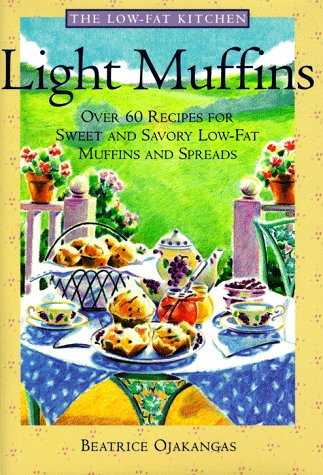 THE LOW-FAT KITCHEN
Light Muffins
OVER 60 RECIPES FOR
SWEET AND SAVORY LOW-FAT
MUFFINS AND SPREADS
BEATRICE OJAKANGAS